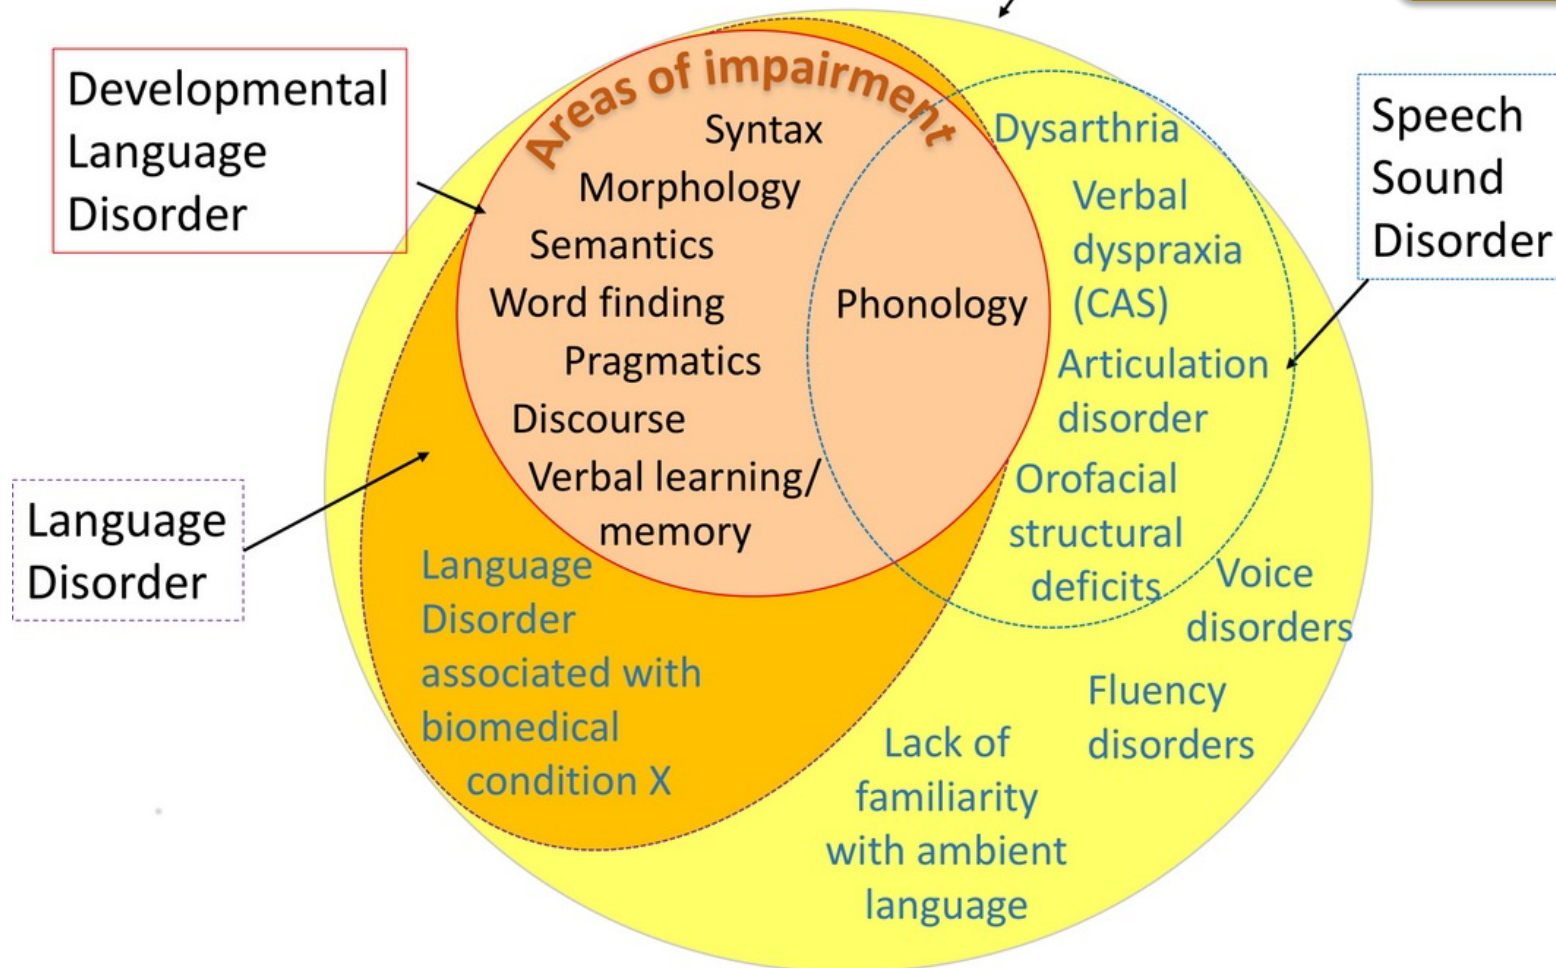 Developmental
Language
Disorder
Areas of impairment
Syntax
Morphology
Semantics
Word finding
Pragmatics
Discourse
Verbal learning/
memory
Phonology
Dysarthria
Verbal
dyspraxia
(CAS)
Articulation
disorder
Orofacial
structural
deficits
Speech
Sound
Disorder
Language
Disorder
Language
Disorder
associated with
biomedical
condition X
Voice
disorders
Fluency
disorders
Lack of
familiarity
with ambient
language